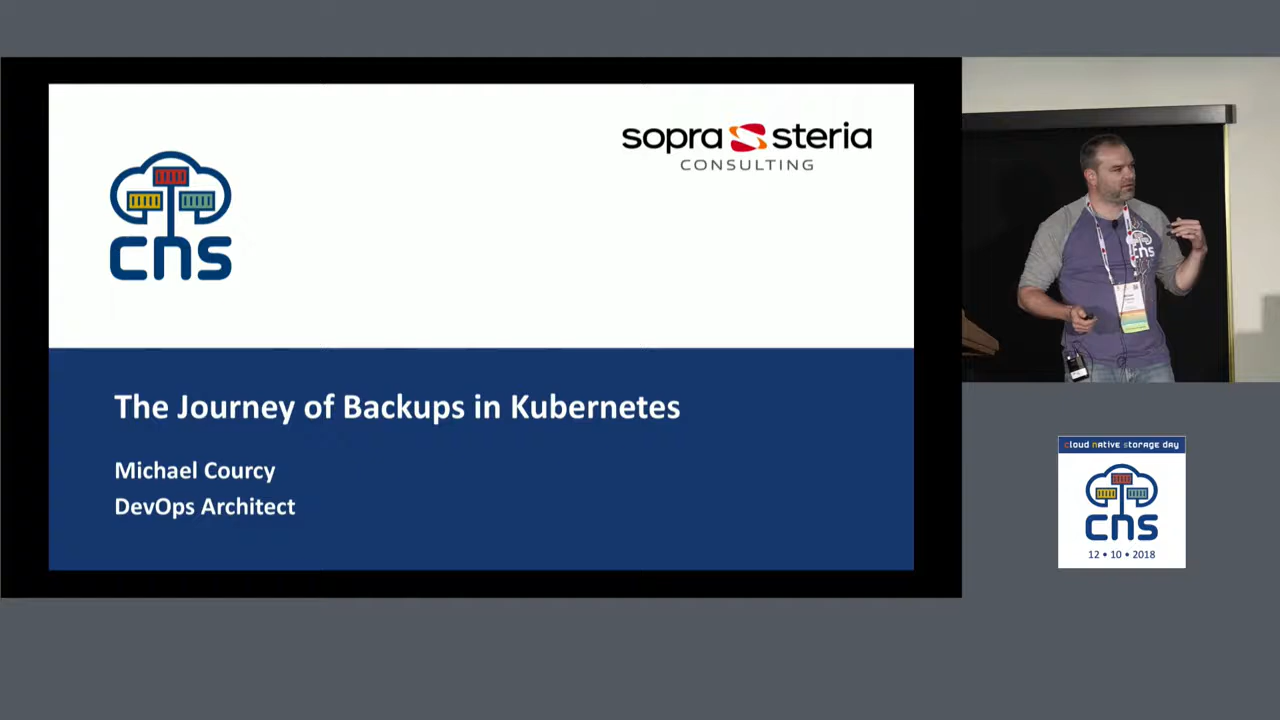 sopra steria
CONSULTING
cns
The Journey of Backups in Kubernetes
Michael Courcy
DevOps Architect
cns
cloud native storage day
cns
12 • 10 • 2018